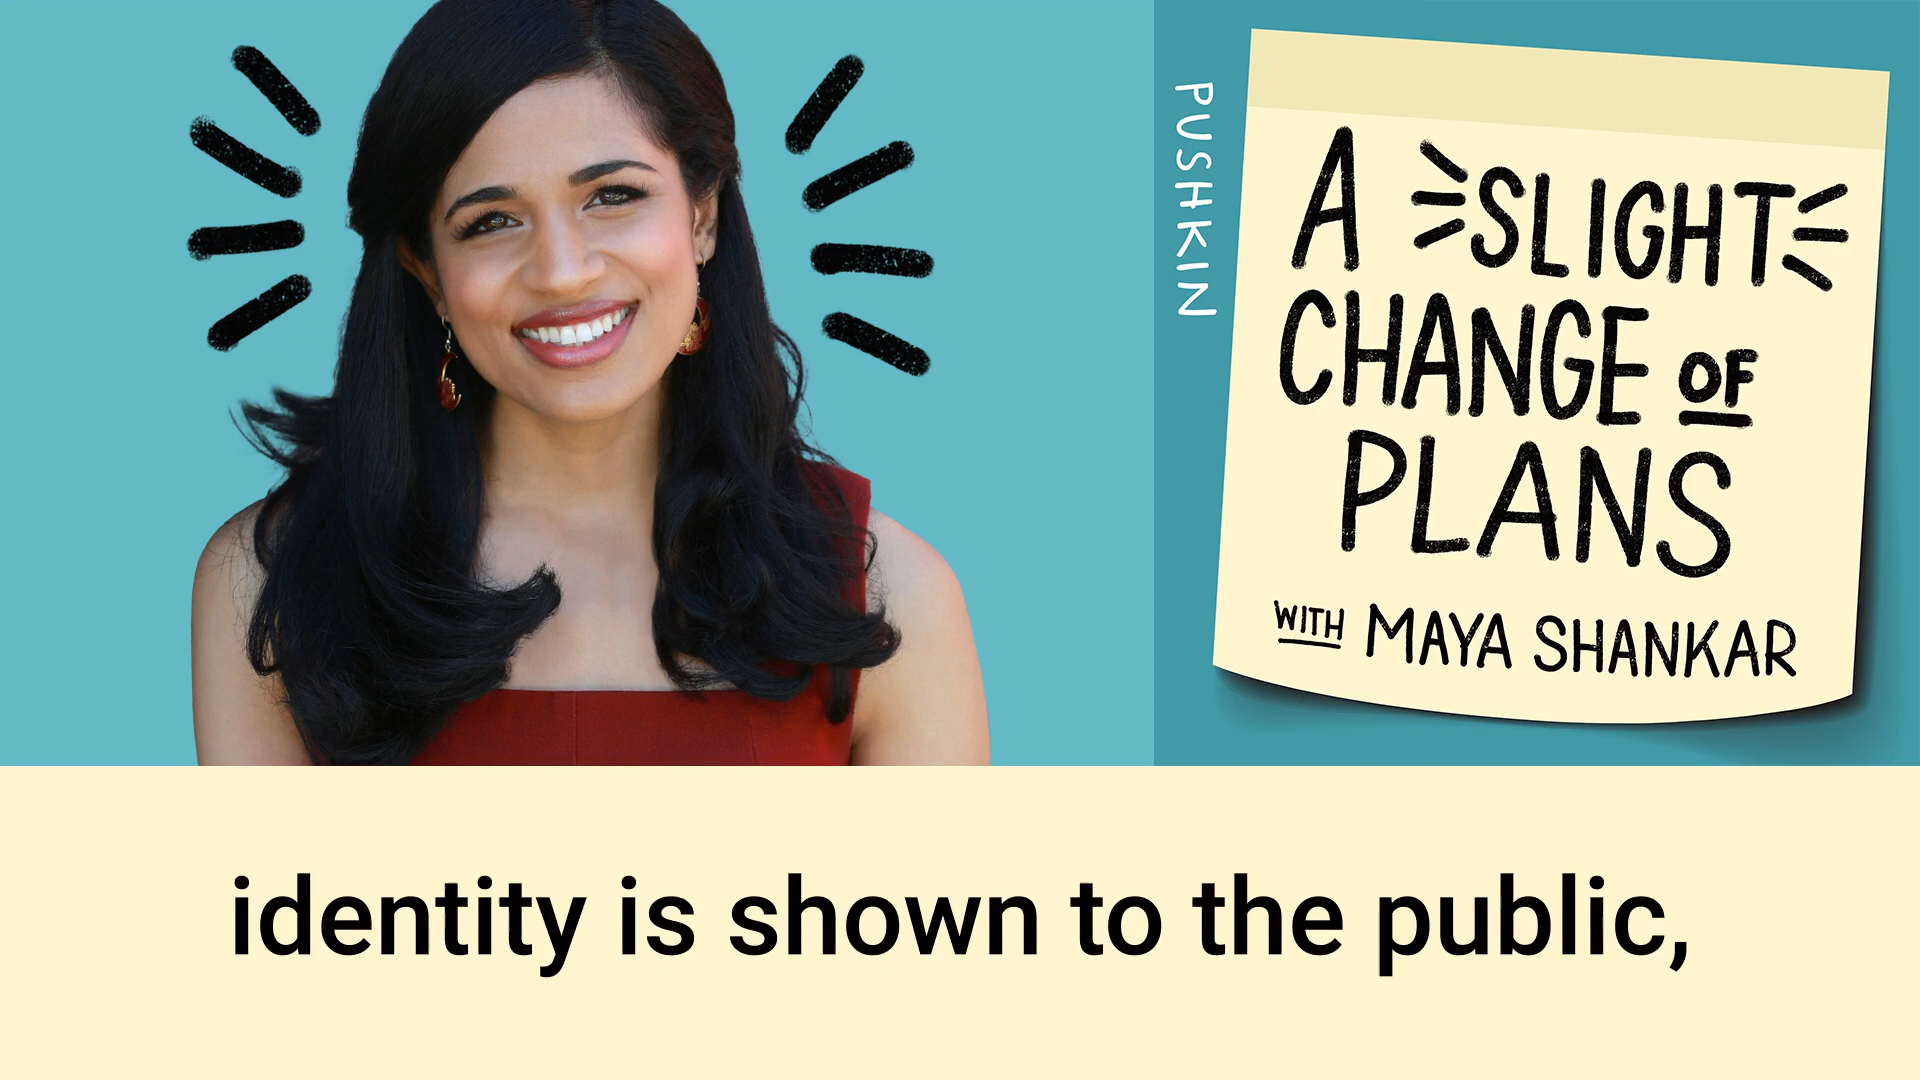 PUSHKIN
A SLIGHT
CHANGE OF
PLANS
WITH MAYA SHANKAR
identity is shown to the public,